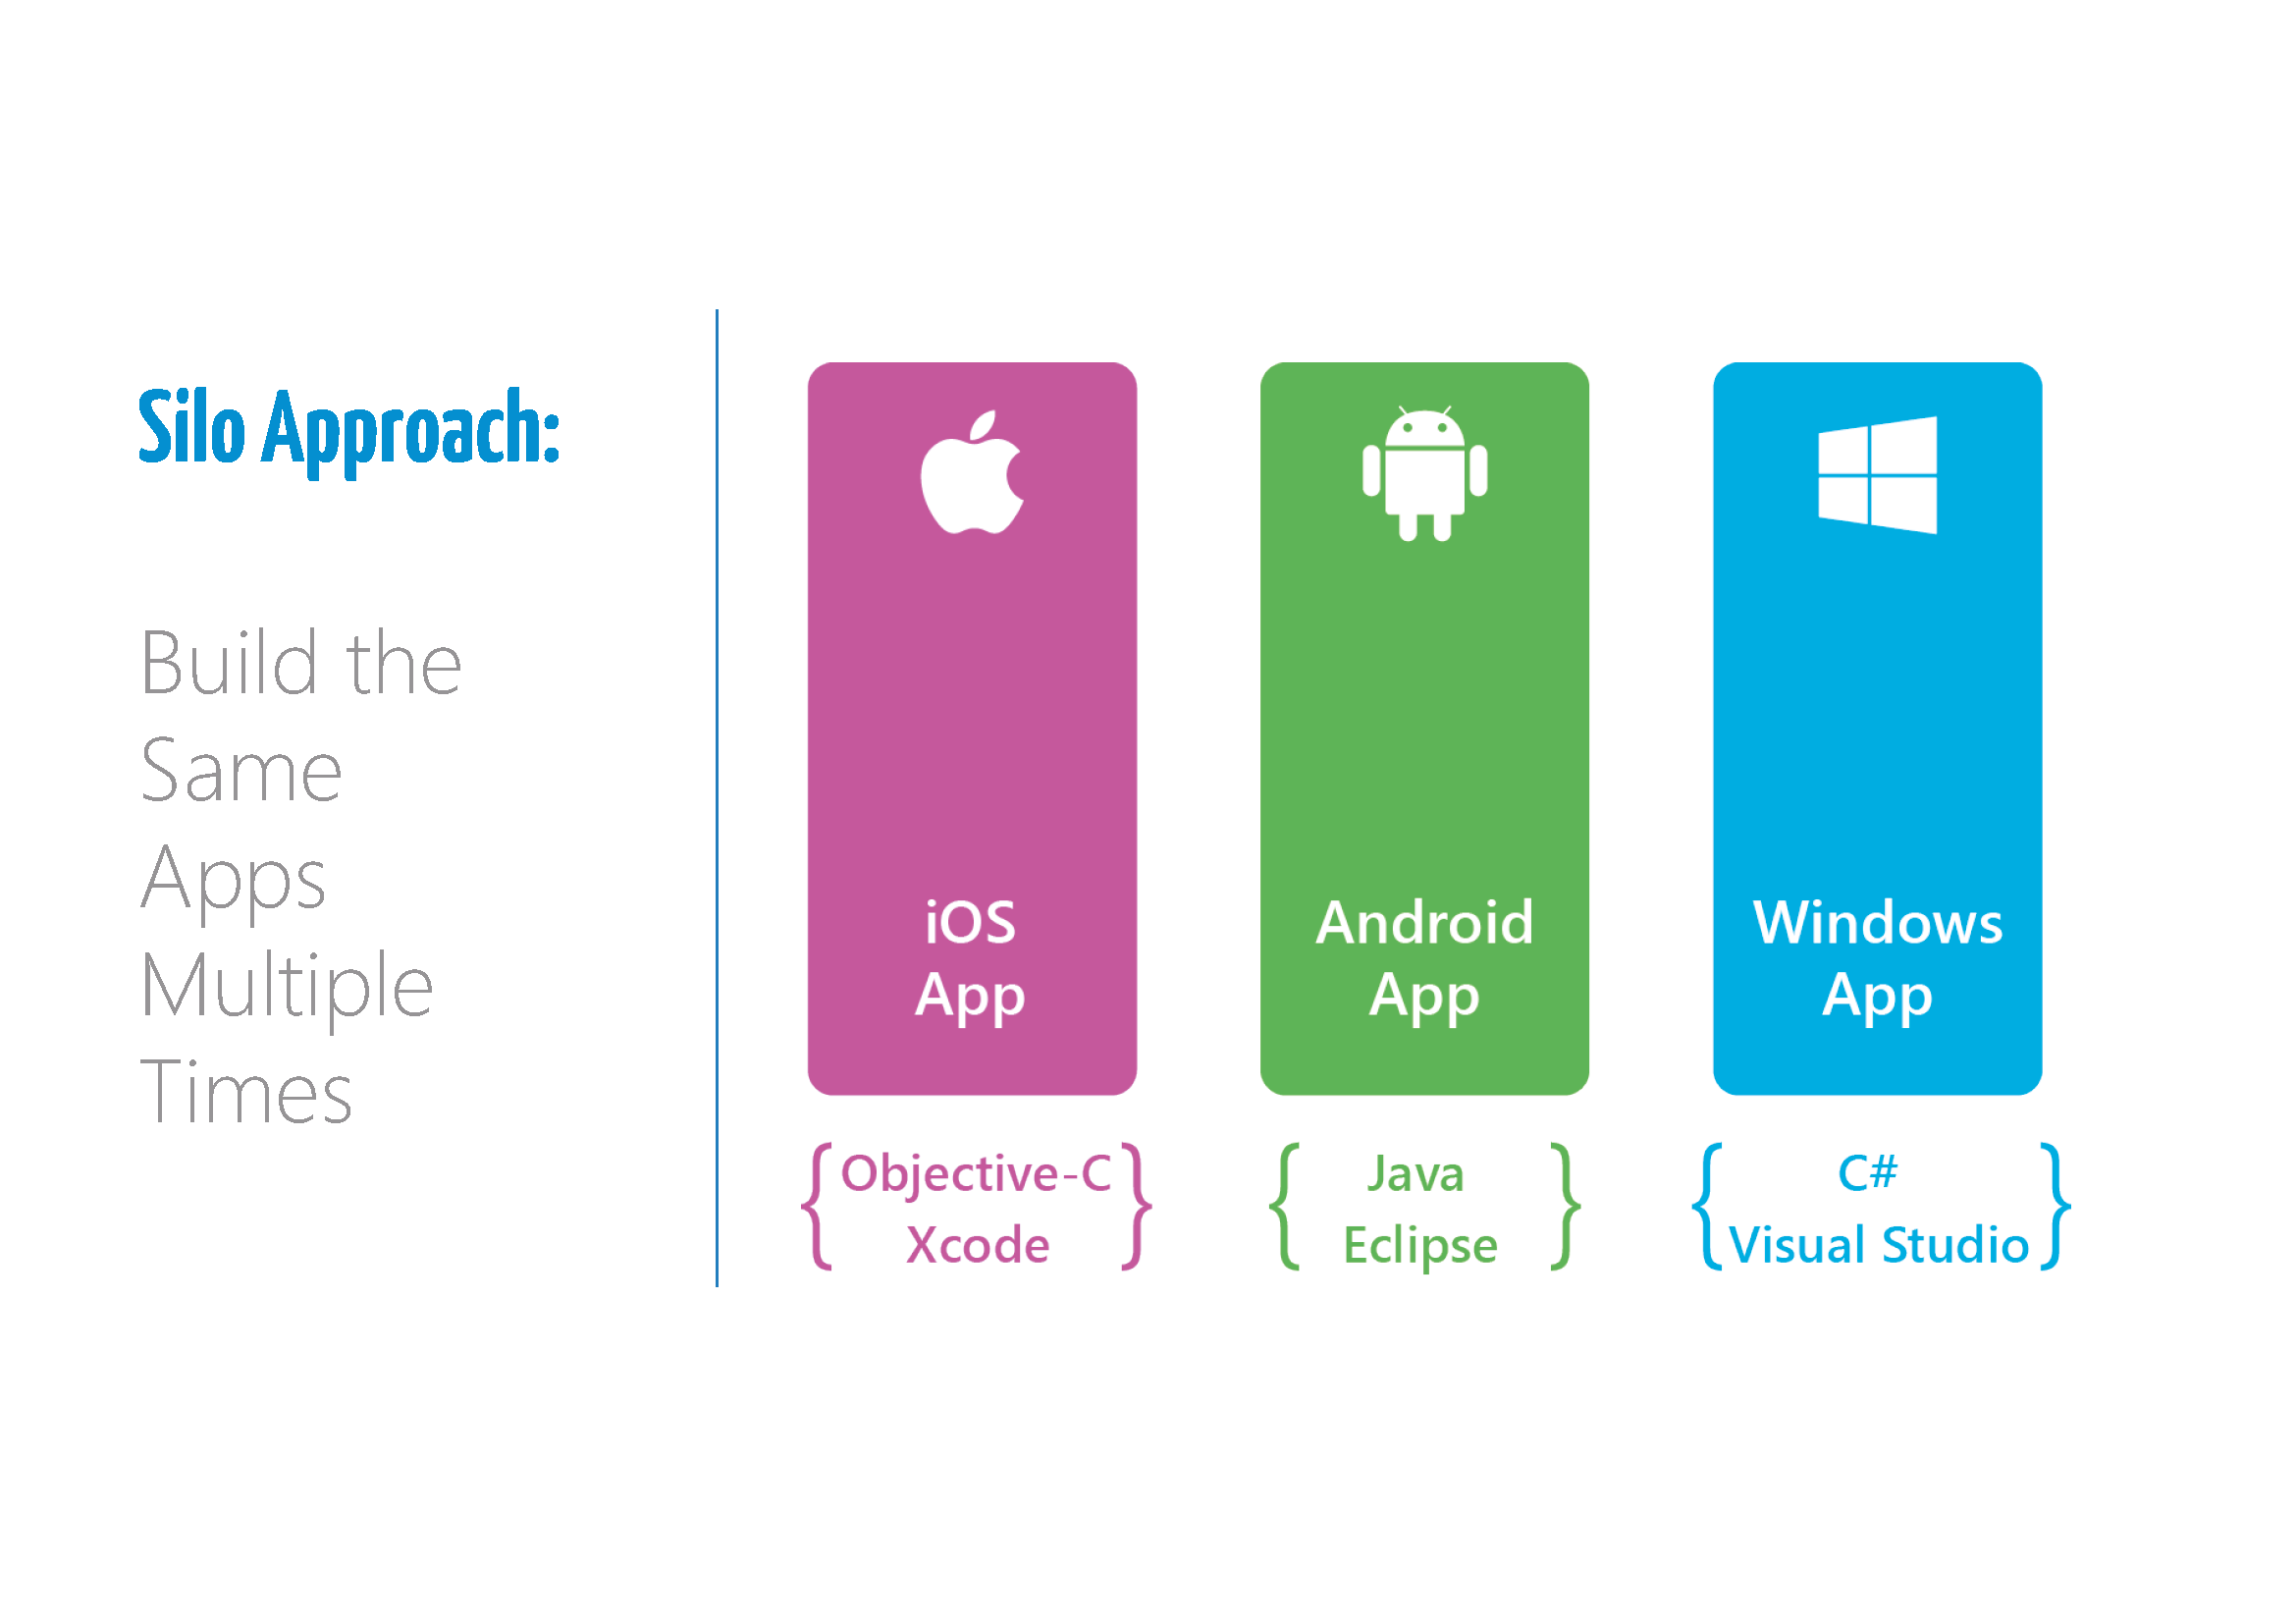 Silo Approach:
Build the
Same
Apps
Multiple
Times
iOS
App
Android
App
Windows
App
{ Objective-C
Xcode }
{ Java
Eclipse }
{ C#
Visual Studio }